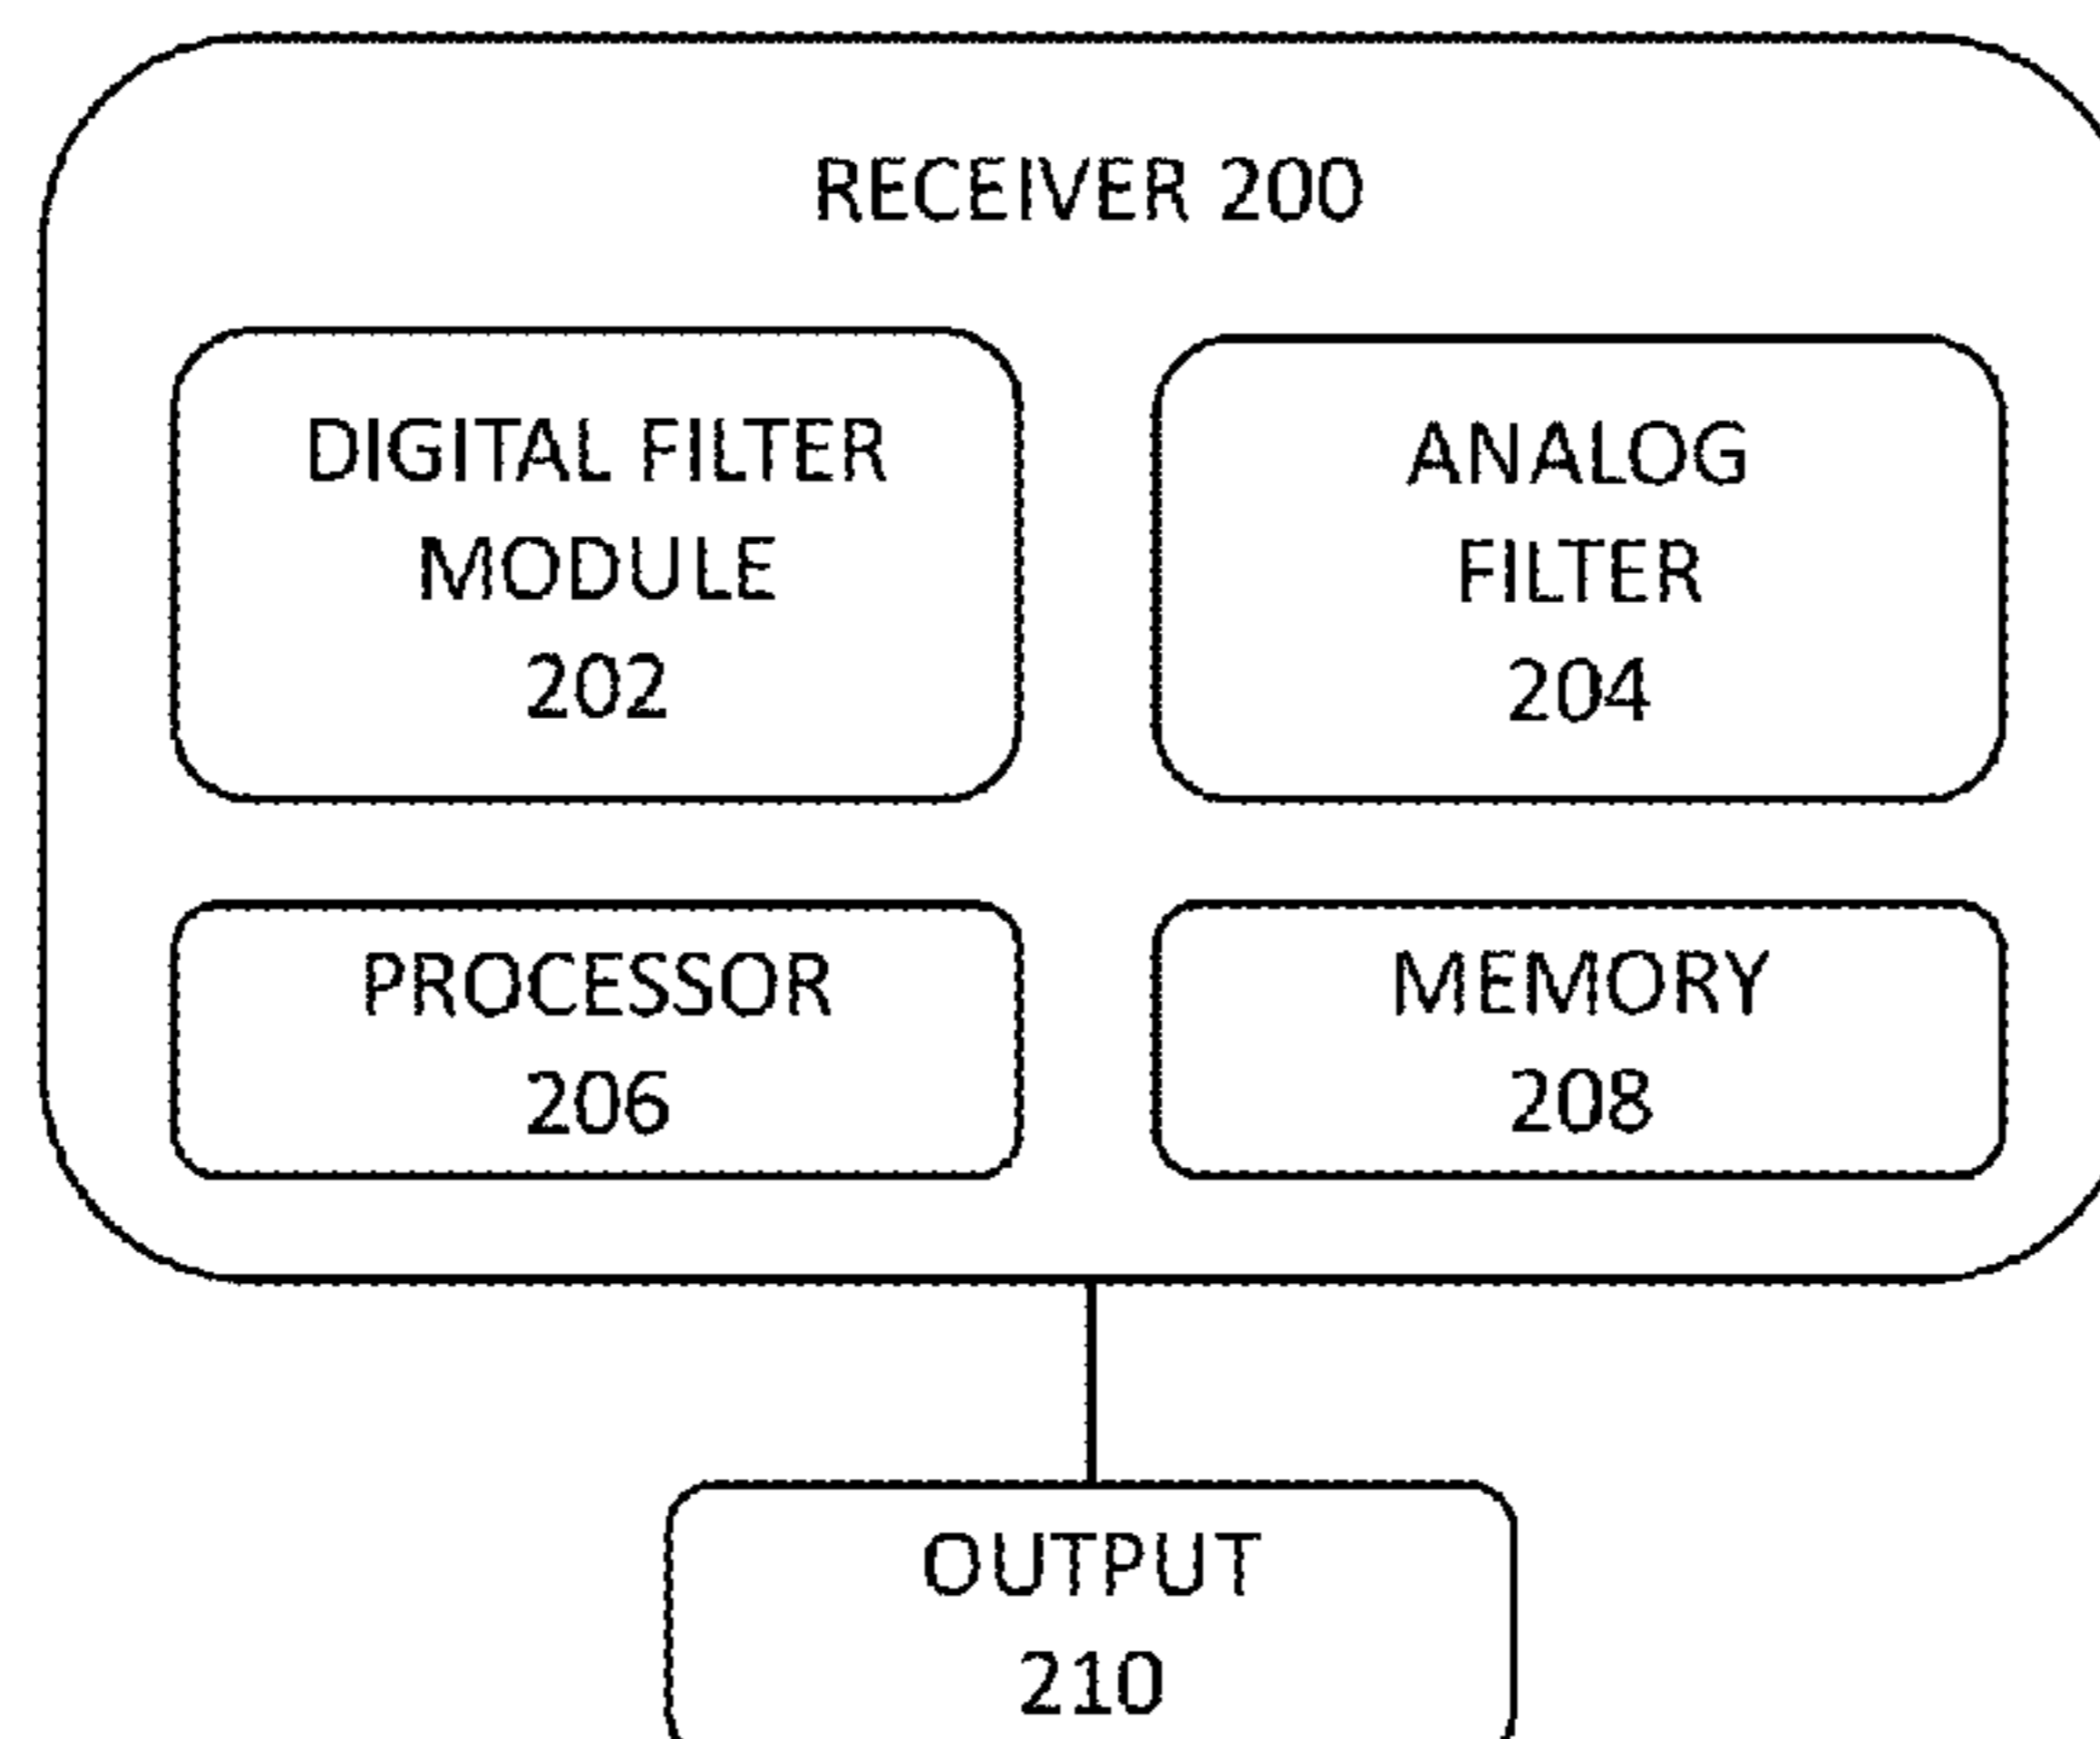 RECEIVER 200
DIGITAL FILTER
MODULE
202
ANALOG
FILTER
204
PROCESSOR
206
MEMORY
208
OUTPUT
210